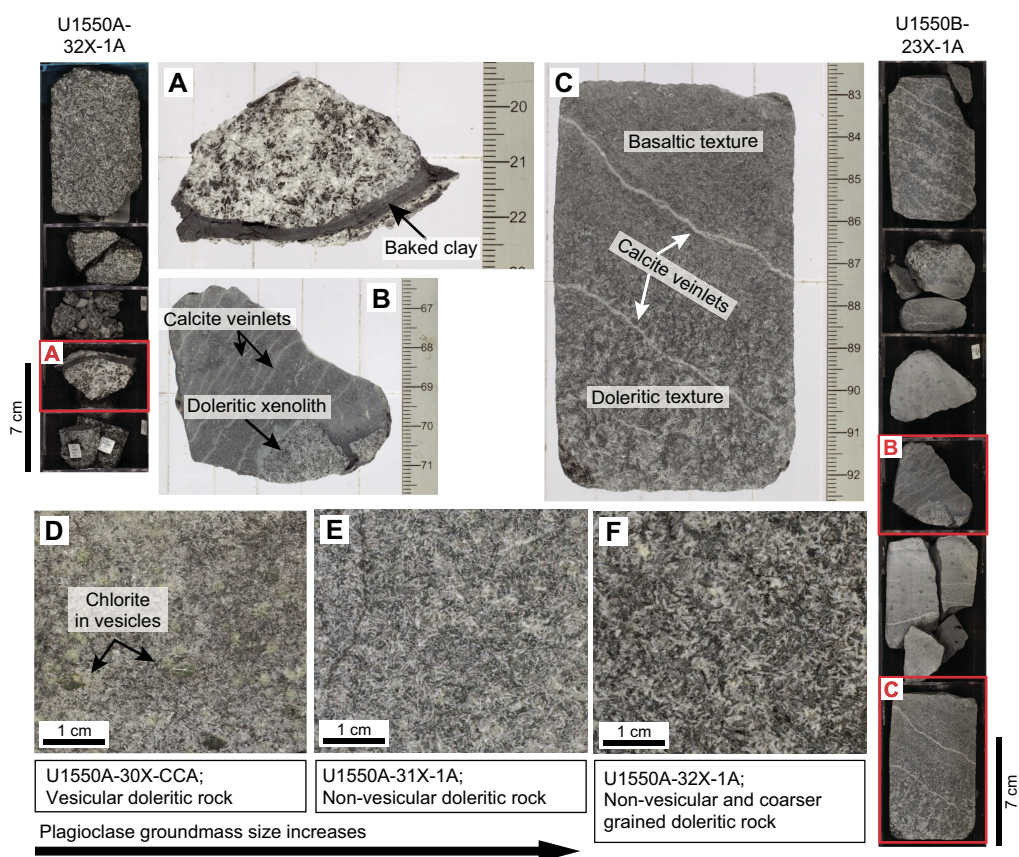 U1550A-
32X-1A
U1550B-
23X-1A
A
20
21
22
Baked clay
B
67
68
69
70
71
Calcite veinlets
Doleritic xenolith
C
83
84
85
86
87
88
89
90
91
92
Basaltic texture
Calcite veinlets
Doleritic texture
A
7 cm
B
C
7 cm
D
Chlorite
in vesicles
1 cm
E
1 cm
F
1 cm
U1550A-30X-CCA;
Vesicular doleritic rock
U1550A-31X-1A;
Non-vesicular doleritic rock
U1550A-32X-1A;
Non-vesicular and coarser
grained doleritic rock
Plagioclase groundmass size increases